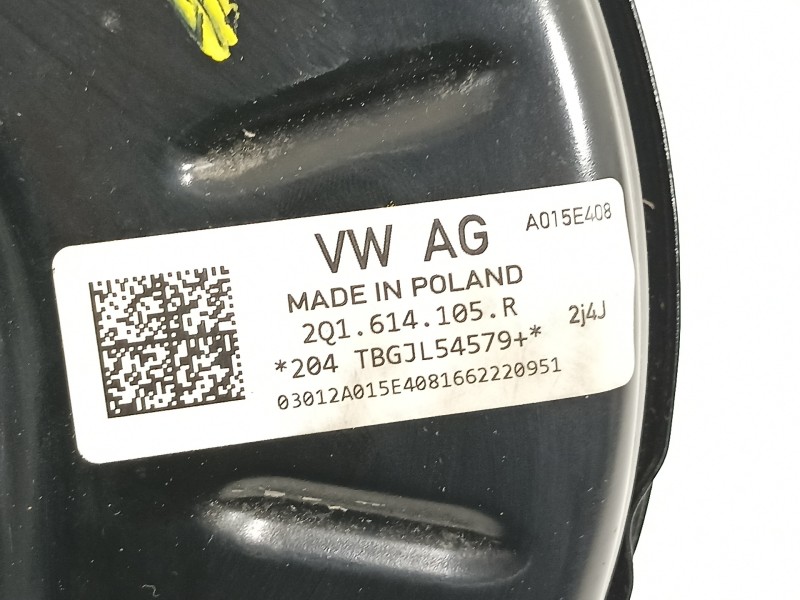 A015E408
VW AG
MADE IN POLAND
2Q1.614.105.R
2j4J
*204 TBGJL54579+*
03012A015E4081662220951